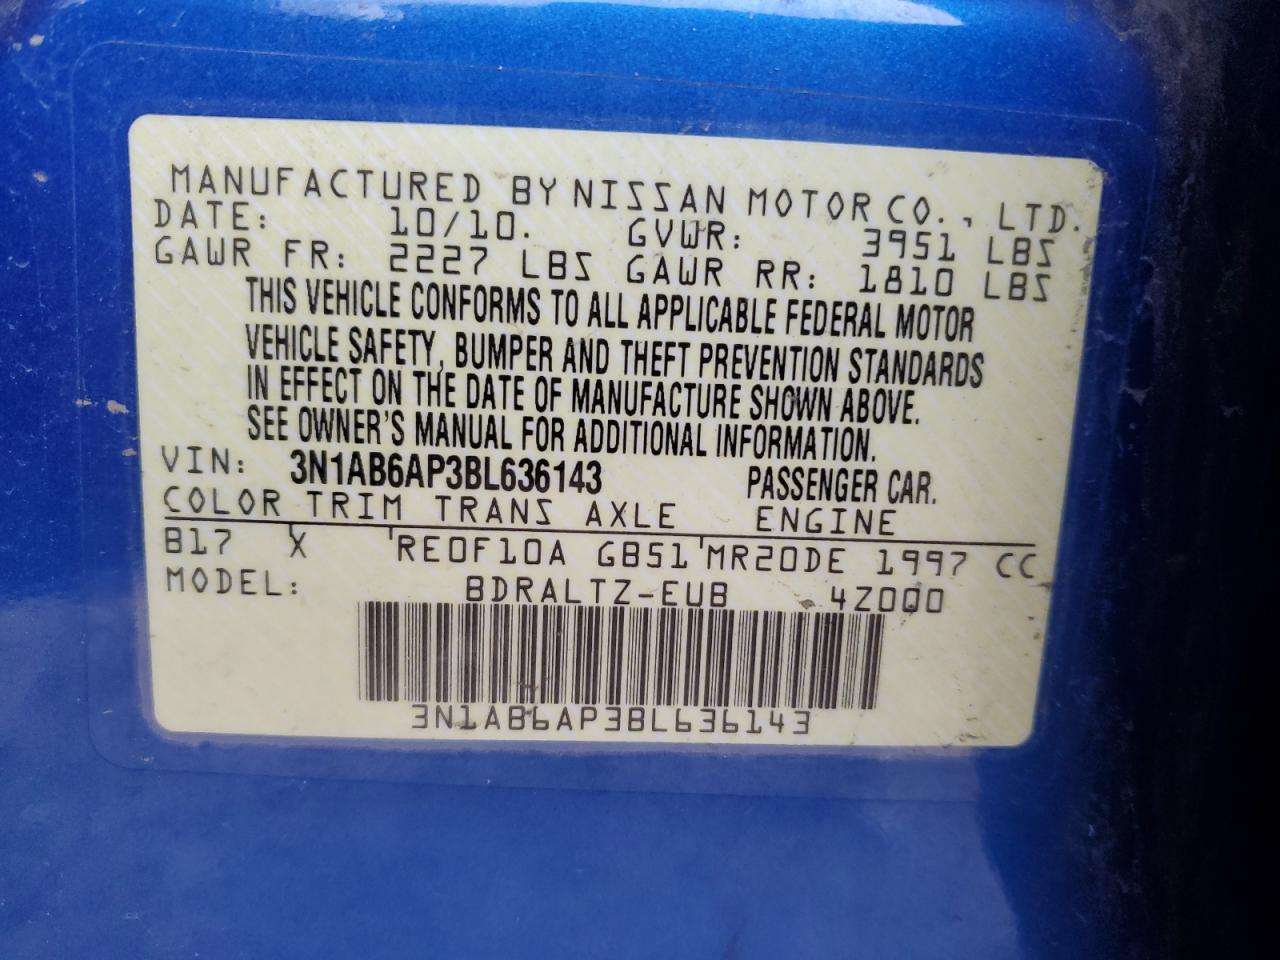 MANUFACTURED BY NISSAN MOTOR CO., LTD.
DATE: 10/10. GVWR: 3951 LBS
GAWR FR: 2227 LBS GAWR RR: 1810 LBS
THIS VEHICLE CONFORMS TO ALL APPLICABLE FEDERAL MOTOR
VEHICLE SAFETY, BUMPER AND THEFT PREVENTION STANDARDS
IN EFFECT ON THE DATE OF MANUFACTURE SHOWN ABOVE.
SEE OWNER'S MANUAL FOR ADDITIONAL INFORMATION.
VIN: 3N1AB6AP3BL636143 PASSENGER CAR.
COLOR TRIM TRANS AXLE ENGINE
B17 X RE0F10A GB51 MR20DE 1997 CC
MODEL: BDRALTZ-EUB 4Z000
3N1AB6AP3BL636143